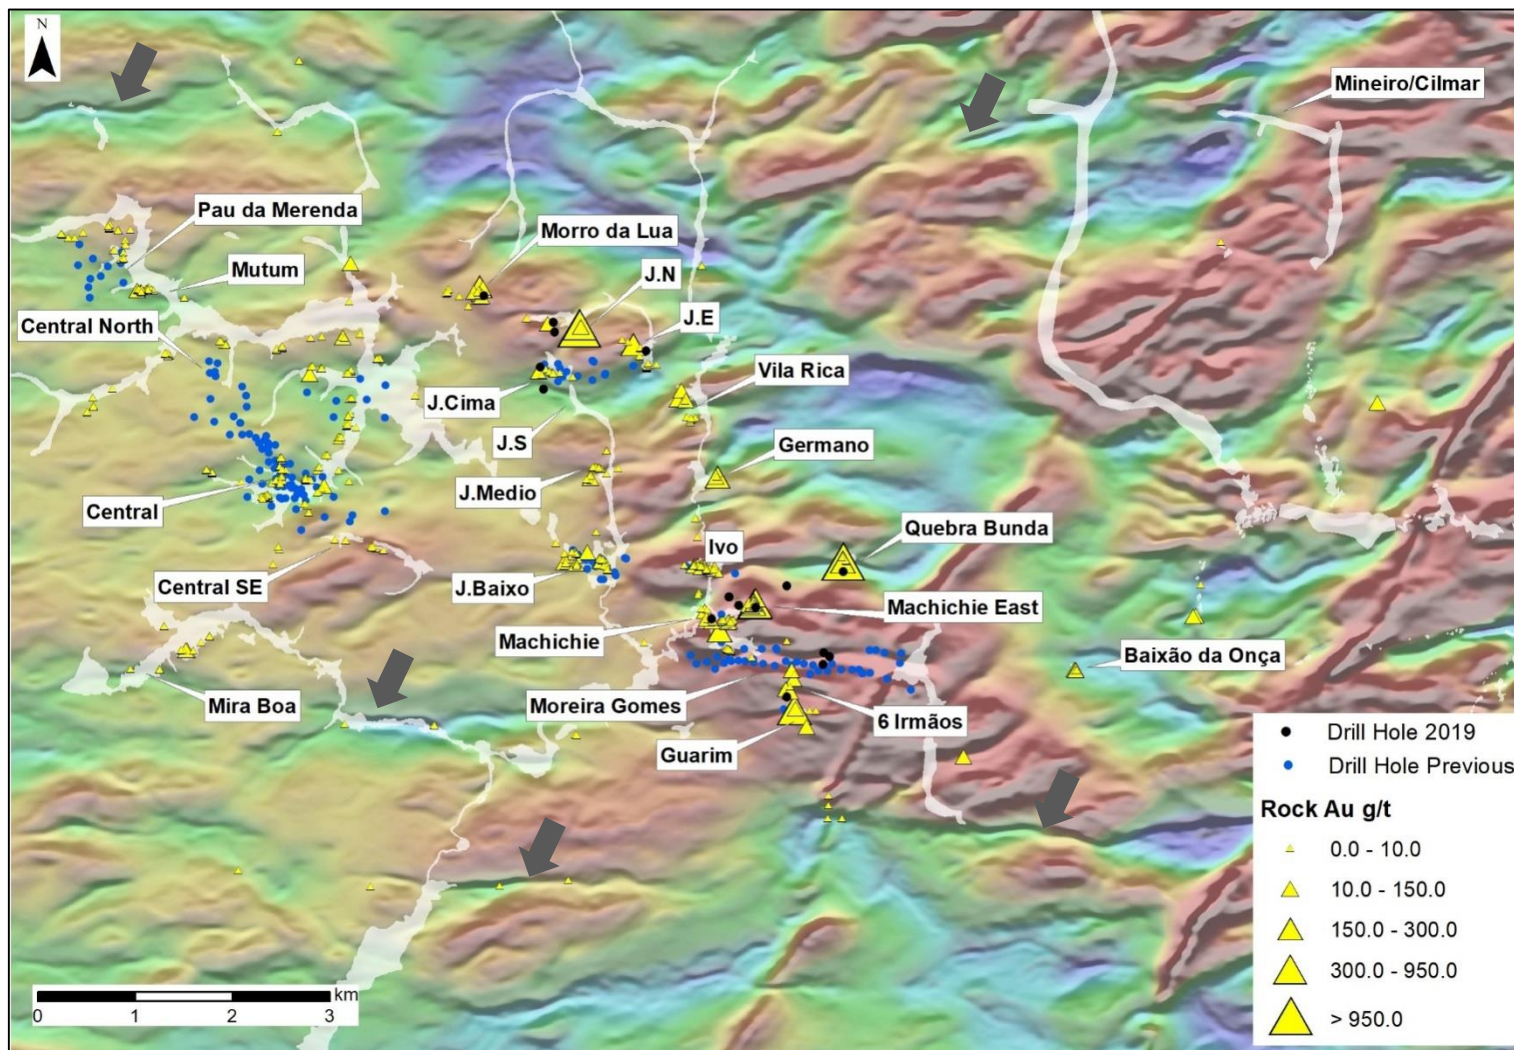 N
Mineiro/Cilmar
Pau da Merenda
Morro da Lua
Mutum
J.N
Central North
J.E
Vila Rica
J.Cima
J.S
Germano
J.Medio
Central
Quebra Bunda
Ivo
Central SE
J.Baixo
Machichie East
Machichie
Baixão da Onça
Mira Boa
Moreira Gomes
6 Irmãos
Guarim
Drill Hole 2019
Drill Hole Previous
Rock Au g/t
0.0 - 10.0
10.0 - 150.0
150.0 - 300.0
300.0 - 950.0
> 950.0
km
0 1 2 3